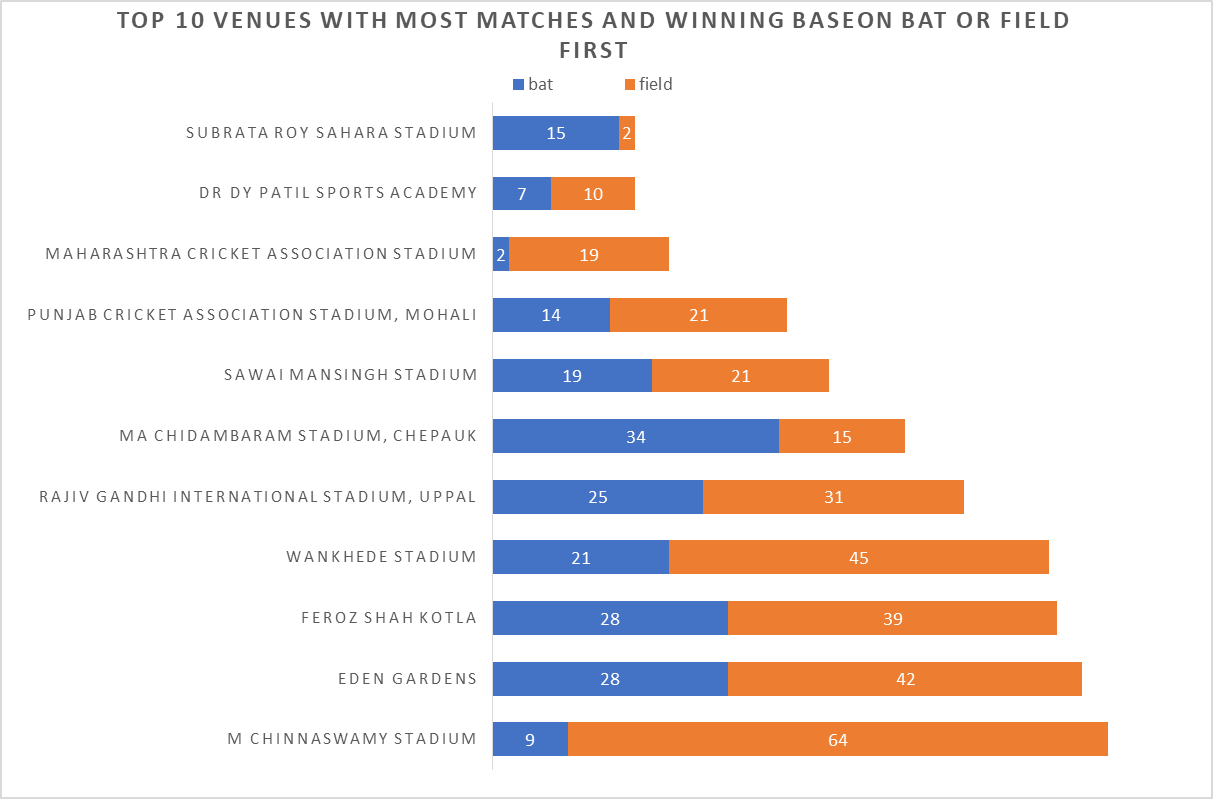 TOP 10 VENUES WITH MOST MATCHES AND WINNING BASEON BAT OR FIELD
FIRST
bat field
SUBRATA ROY SAHARA STADIUM 15 2
DR DY PATIL SPORTS ACADEMY 7 10
MAHARASHTRA CRICKET ASSOCIATION STADIUM 2 19
PUNJAB CRICKET ASSOCIATION STADIUM, MOHALI 14 21
SAWAI MANSINGH STADIUM 19 21
MA CHIDAMBARAM STADIUM, CHEPAUK 34 15
RAJIV GANDHI INTERNATIONAL STADIUM, UPPAL 25 31
WANKHEDE STADIUM 21 45
FEROZ SHAH KOTLA 28 39
EDEN GARDENS 28 42
M CHINNASWAMY STADIUM 9 64